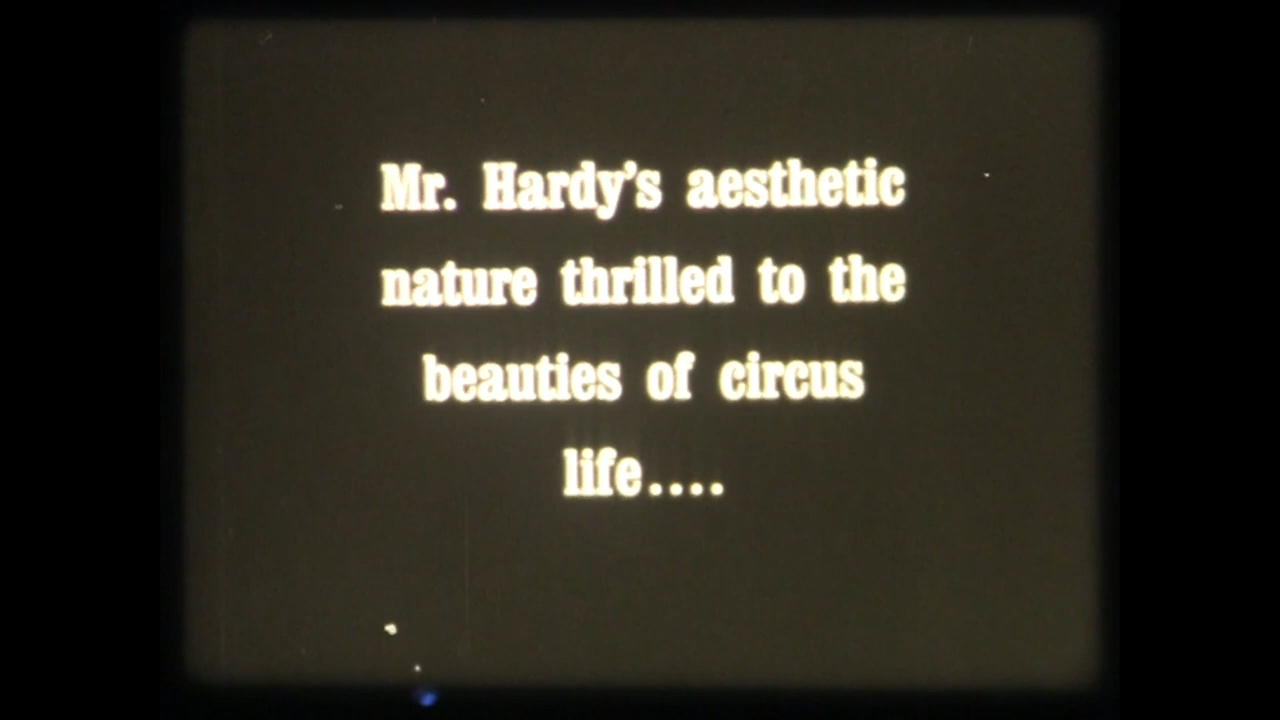 Mr. Hardy's aesthetic
nature thrilled to the
beauties of circus
life....